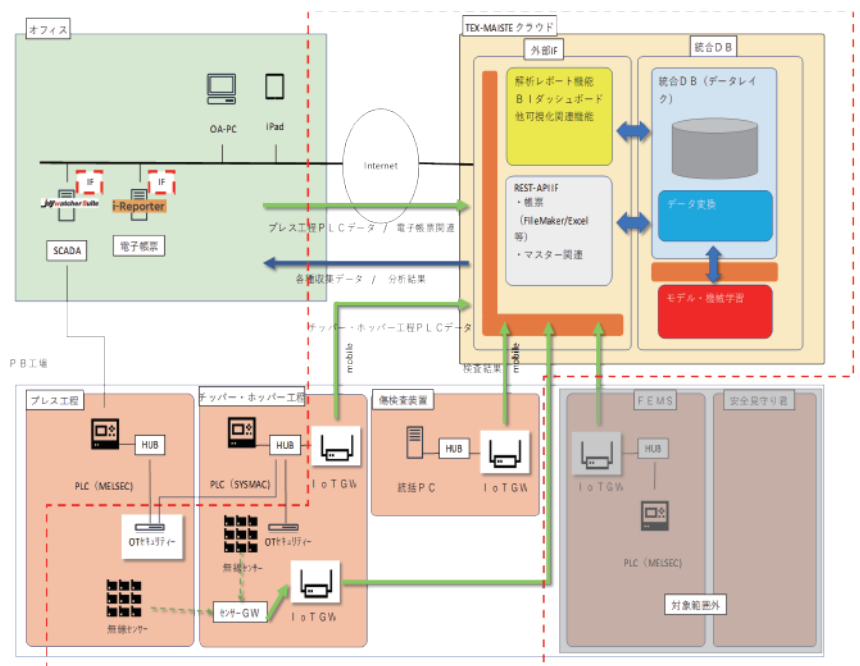 オフィス
OA-PC
iPad
IF
IF
JoyWatcher Suite
i-Reporter
SCADA
電子帳票
Internet
プレス工程PLCデータ / 電子帳票関連
各種収集データ / 分析結果
チッパー・ホッパー工程PLCデータ
mobile
検査結果
mobile
TEX-MAISTEクラウド
外部IF
統合DB
解析レポート機能
BIダッシュボード
他可視化関連機能
REST-API IF
・帳票
(FileMaker/Excel
等)
・マスター関連
統合DB(データレイ
ク)
データ変換
モデル・機械学習
PB工場
プレス工程
HUB
PLC(MELSEC)
OTセキュリティー
無線センサー
チッパー・ホッパー工程
HUB
PLC(SYSMAC)
IoTGW
無線センサー
OTセキュリティー
センサーGW
IoTGW
傷検査装置
統括PC
HUB
IoTGW
FEMS
安全見守り君
HUB
IoTGW
PLC(MELSEC)
対象範囲外